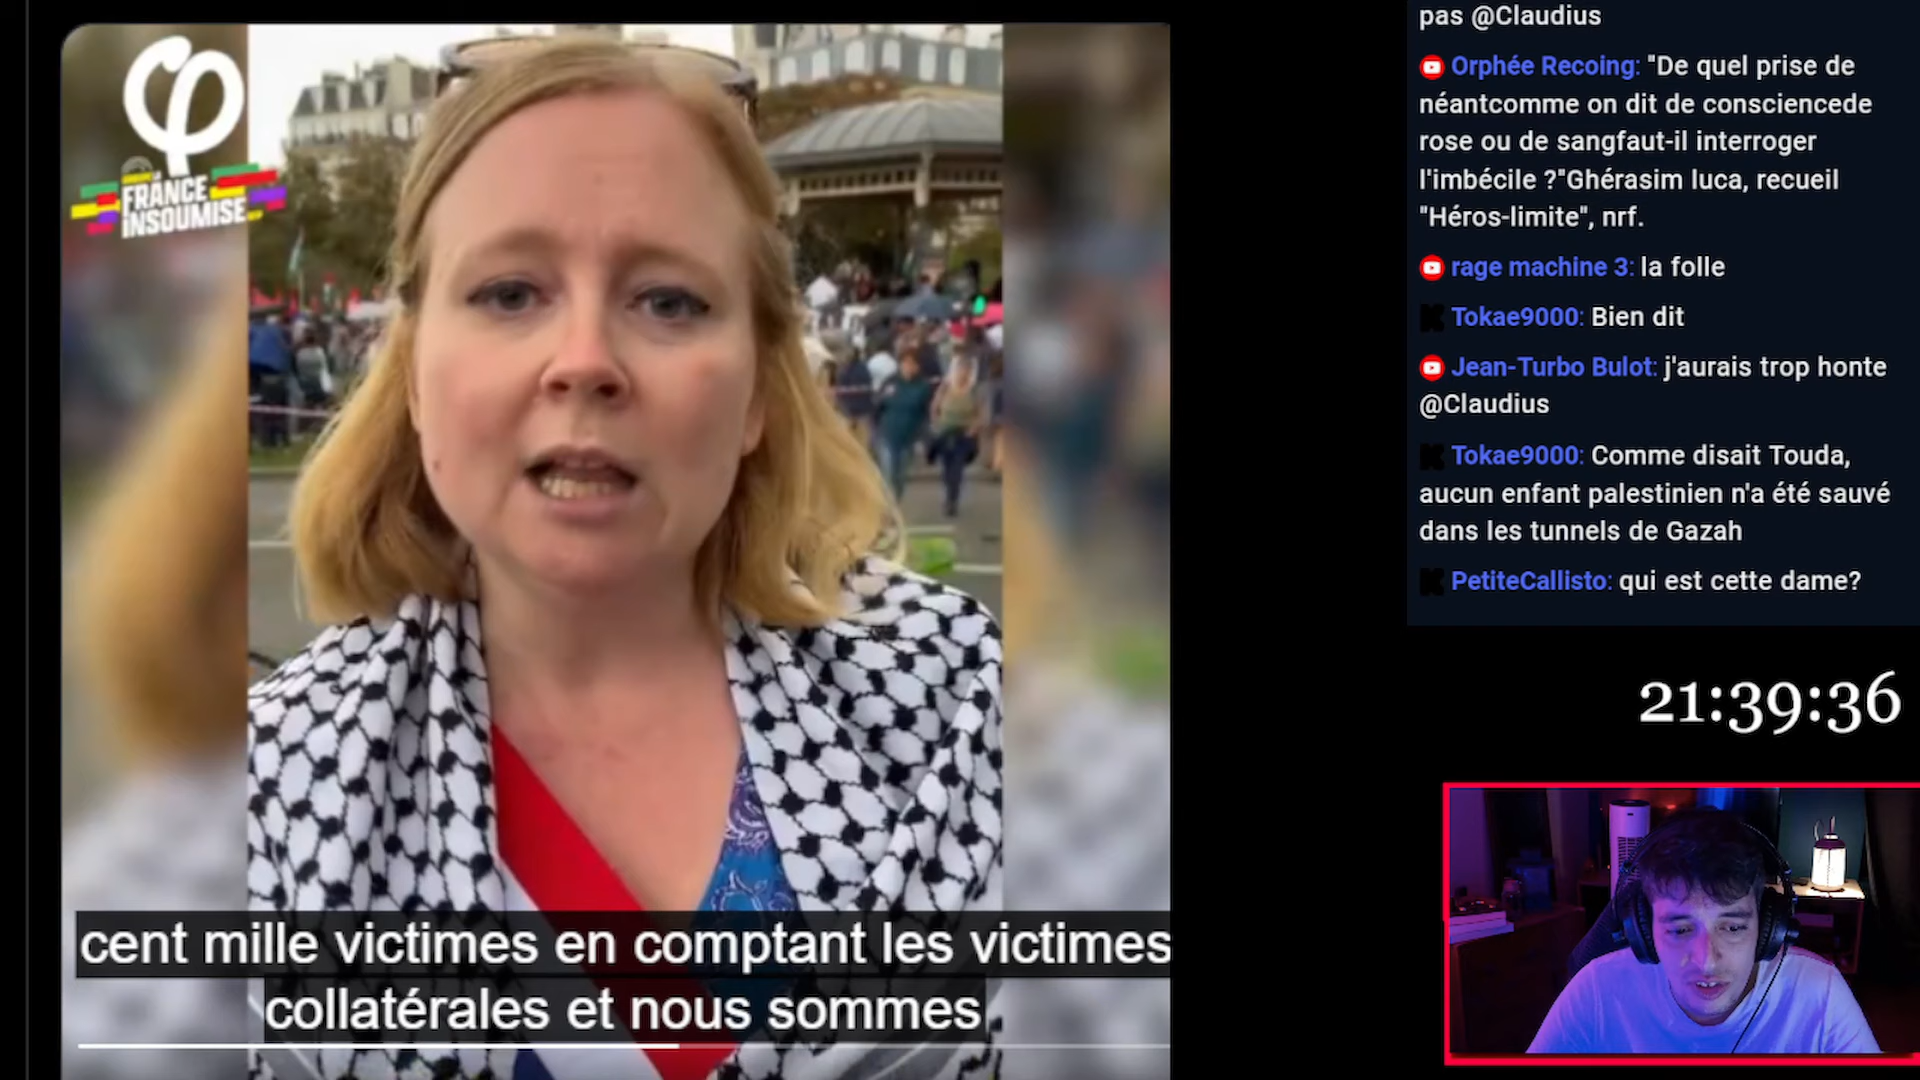 FRANCE
INSOUMISE
cent mille victimes en comptant les victimes
collatérales et nous sommes
pas @Claudius
Orphée Recoing: "De quel prise de
néantcomme on dit de consciencede
rose ou de sangfaut-il interroger
l'imbécile ?"Ghérasim luca, recueil
"Héros-limite", nrf.
rage machine 3: la folle
Tokae9000: Bien dit
Jean-Turbo Bulot: j'aurais trop honte
@Claudius
Tokae9000: Comme disait Touda,
aucun enfant palestinien n'a été sauvé
dans les tunnels de Gazah
PetiteCallisto: qui est cette dame?
21:39:36